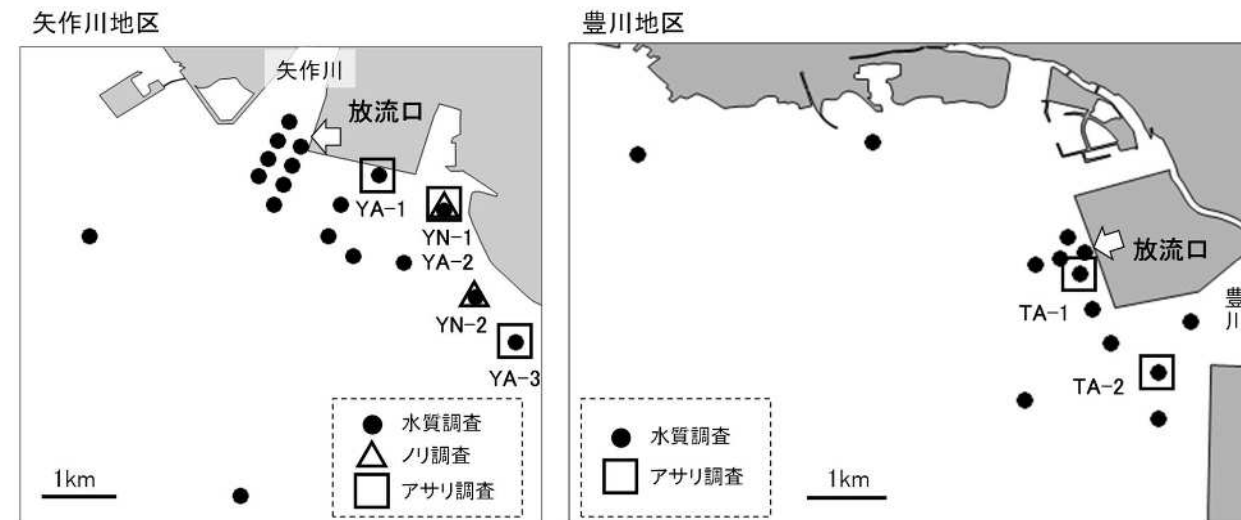 矢作川地区
矢作川
放流口
YA-1
YN-1
YA-2
YN-2
YA-3
水質調査
ノリ調査
アサリ調査
1km
豊川地区
放流口
豊川
TA-1
TA-2
水質調査
アサリ調査
1km